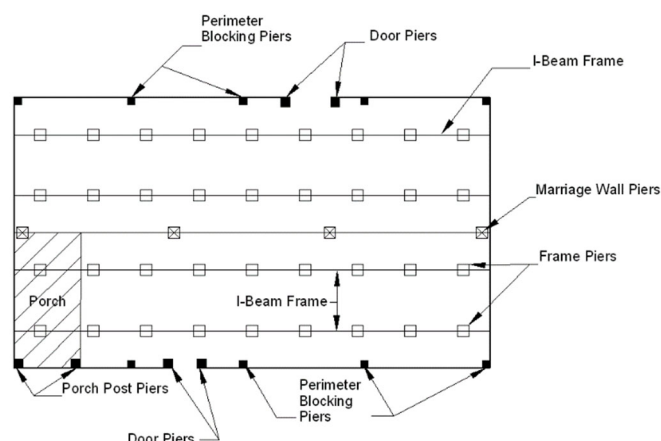 Perimeter
Blocking Piers
Door Piers
I-Beam Frame
Marriage Wall Piers
Frame Piers
Porch
I-Beam Frame
Porch Post Piers
Perimeter
Blocking
Piers
Door Piers